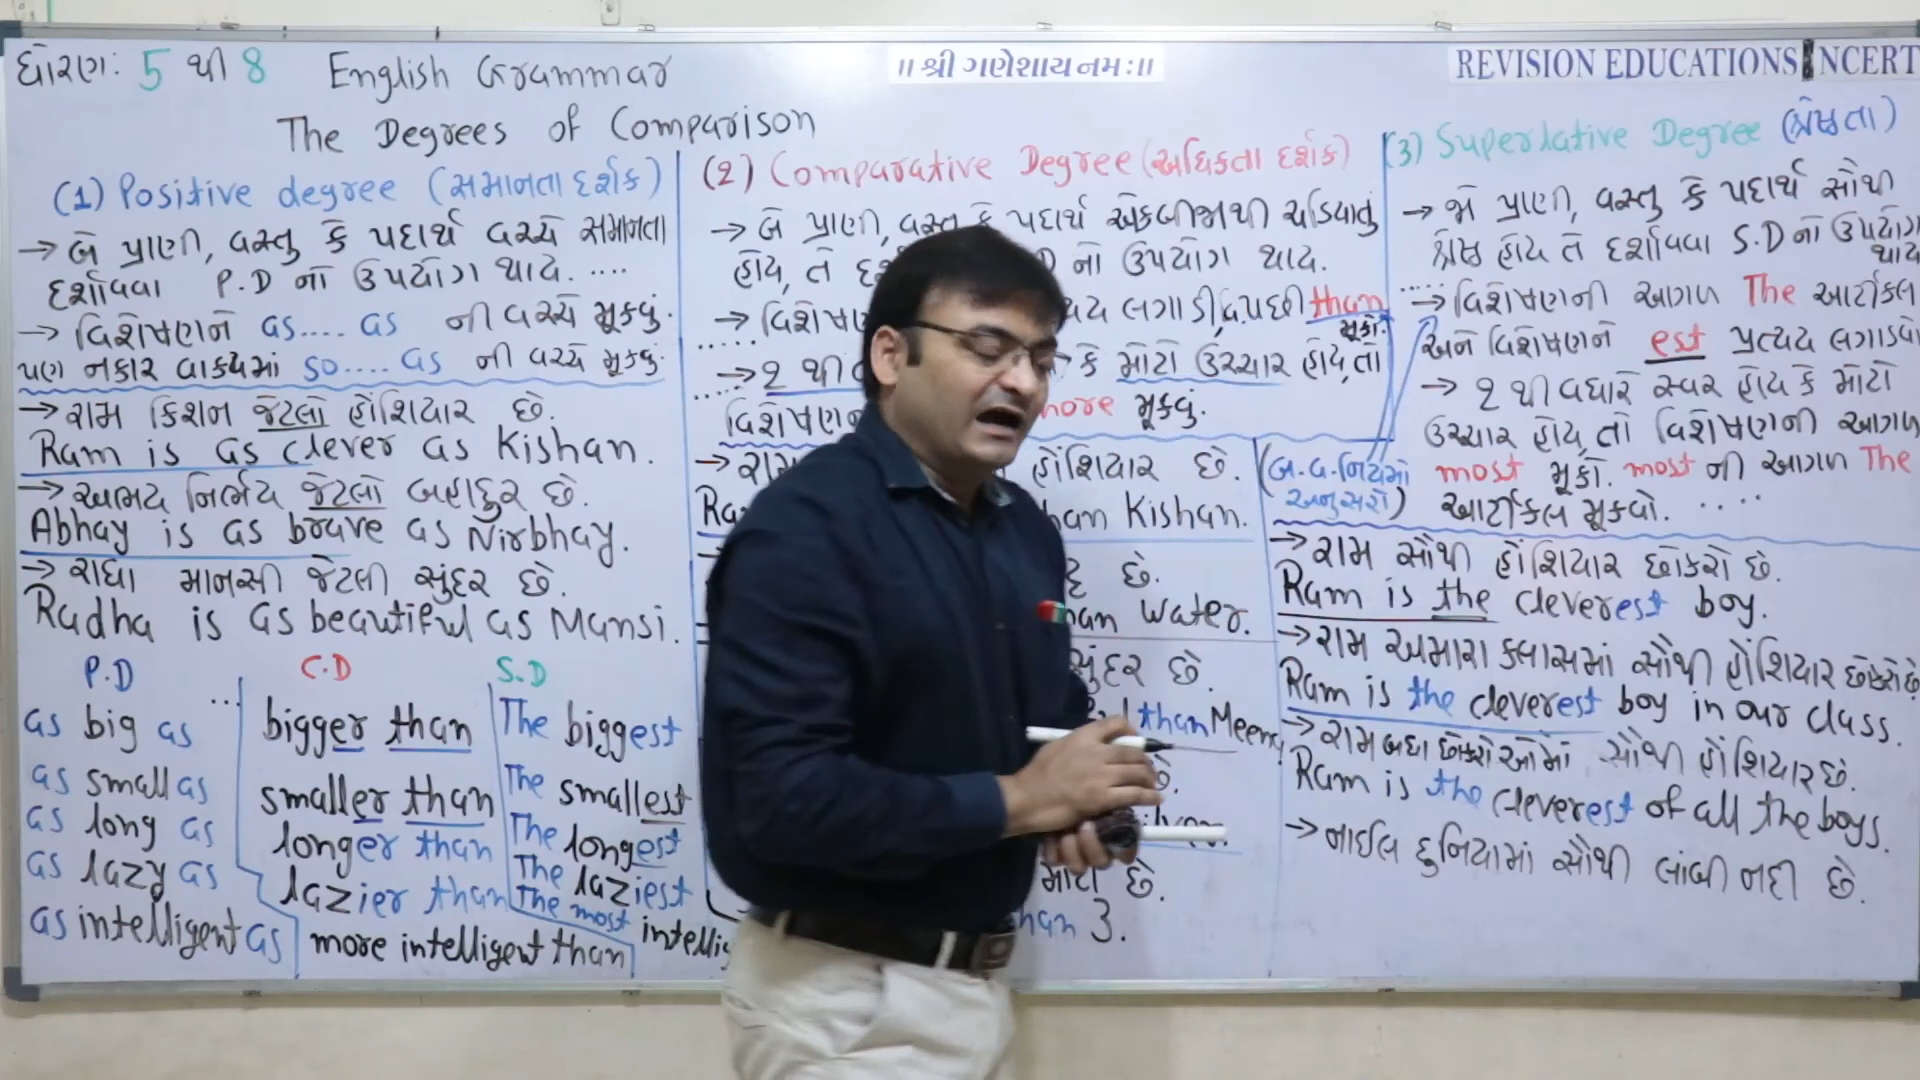 ધોરણ: 5 થી 8 English Grammar
॥ શ્રી ગણેશાય નમઃ ॥
REVISION EDUCATIONS NCERT
The Degrees of Comparison
(1) Positive degree (સમાનતા દર્શક)
→ બે પ્રાણી, વસ્તુ કે પદાર્થ વચ્ચે સમાનતા
દર્શાવવા P.D નો ઉપયોગ થાય. ....
→ વિશેષણને as.... as ની વચ્ચે મૂકવું.
પણ નકાર વાકયમાં so.... as ની વચ્ચે મૂકવું.
→ રામ કિશન જેટલો હોંશિયાર છે.
Ram is as clever as Kishan.
→ અભય નિર્ભય જેટલો બહાદુર છે.
Abhay is as brave as Nirbhay.
→ રાધા માનસી જેટલી સુંદર છે.
Radha is as beautiful as Mansi.
P.D C.D S.D
as big as bigger than The biggest
as small as smaller than The smallest
as long as longer than The longest
as lazy as lazier than The laziest
as intelligent as more intelligent than The most intellig
(2) Comparative Degree (અધિકતા દર્શક)
→ બે પ્રાણી, વસ્તુ કે પદાર્થ એકબીજાથી ચડિયાતું
હોય, તે નો ઉપયોગ થાય.
→ લગાડી than
મૂકો.
→ ૨ થી કે મોટો ઉચ્ચાર હોય, તો
વિશેષણ more મૂકવું.
→ હોંશિયાર છે.
han Kishan.
છે.
han water.
સુંદર છે.
than Meena
છે.
મોટો છે.
han 3.
(3) Superlative Degree (શ્રેષ્ઠતા)
→ જે પ્રાણી, વસ્તુ કે પદાર્થ સૌથી
શ્રેષ્ઠ હોય તે દર્શાવવા S.D નો ઉપયોગ
થાય
→ વિશેષણની આગળ The આર્ટીકલ
અને વિશેષણને est પ્રત્યય લગાડવો
→ ૨ થી વધારે સ્વર હોય કે મોટો
ઉચ્ચાર હોય, તો વિશેષણની આગળ
most મૂકો. most ની આગળ The
આર્ટીકલ મૂકવો. ....
→ રામ સૌથી હોંશિયાર છોકરો છે.
Ram is the cleverest boy.
→ રામ અમારા કલાસમાં સૌથી હોંશિયાર છોકરો છે.
Ram is the cleverest boy in our class.
→ રામ બધા છોકરાઓમાં સૌથી હોંશિયાર છે.
Ram is the cleverest of all the boys.
→ નાઈલ દુનિયામાં સૌથી લાંબી નદી છે.